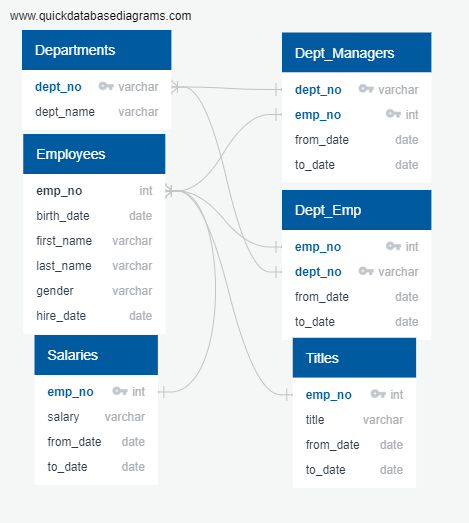 www.quickdatabasediagrams.com
Departments
dept_no varchar
dept_name varchar
Employees
emp_no int
birth_date date
first_name varchar
last_name varchar
gender varchar
hire_date date
Salaries
emp_no int
salary varchar
from_date date
to_date date
Dept_Managers
dept_no varchar
emp_no int
from_date date
to_date date
Dept_Emp
emp_no int
dept_no varchar
from_date date
to_date date
Titles
emp_no int
title varchar
from_date date
to_date date